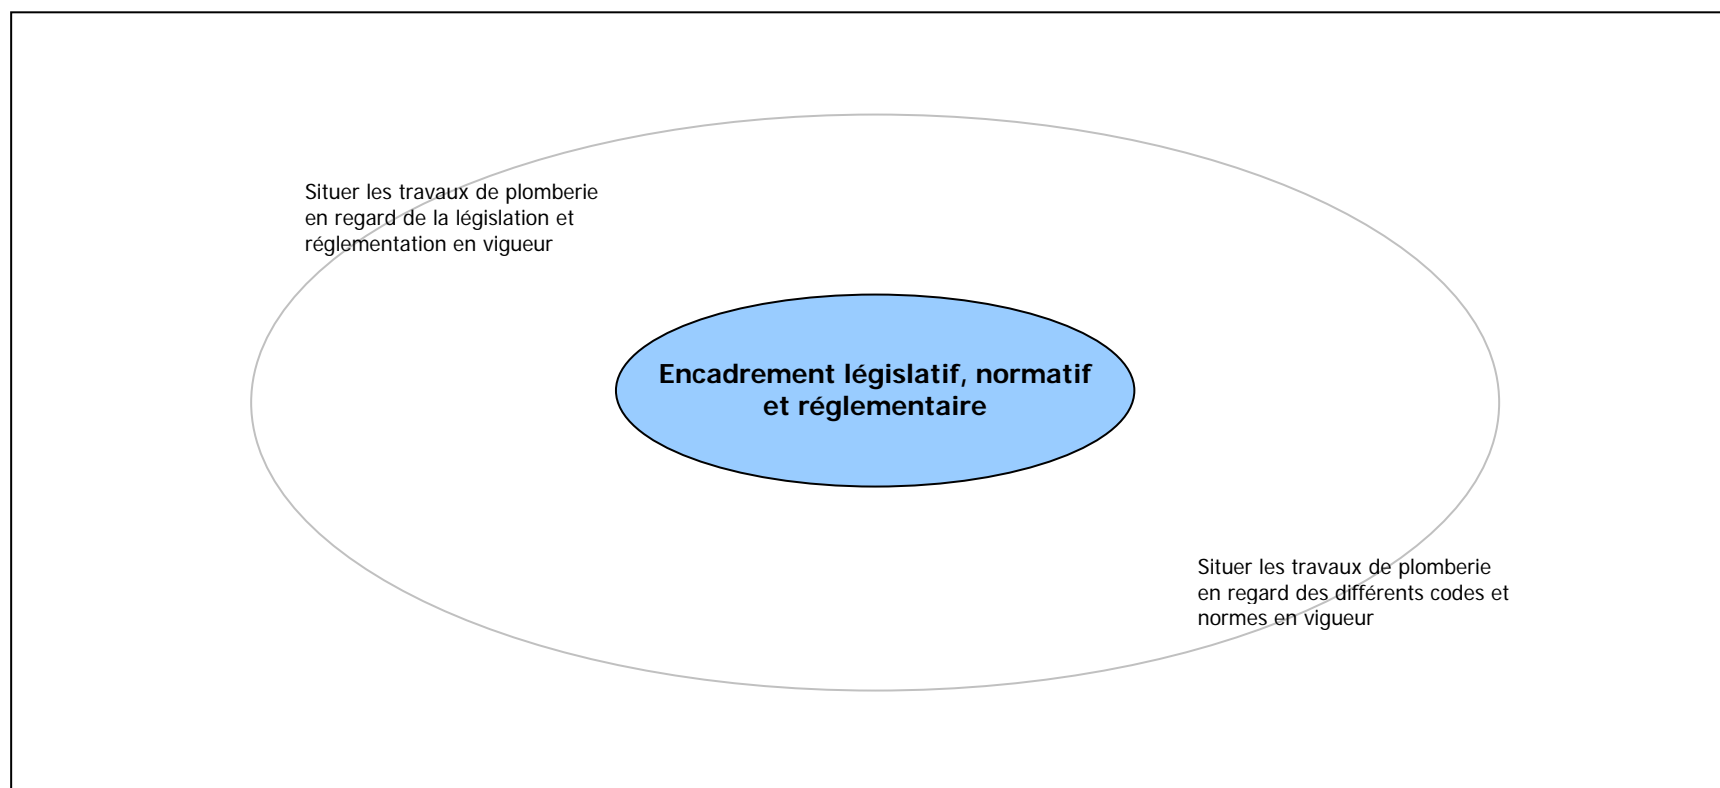 Situer les travaux de plomberie
en regard de la législation et
réglementation en vigueur
Encadrement législatif, normatif
et réglementaire
Situer les travaux de plomberie
en regard des différents codes et
normes en vigueur